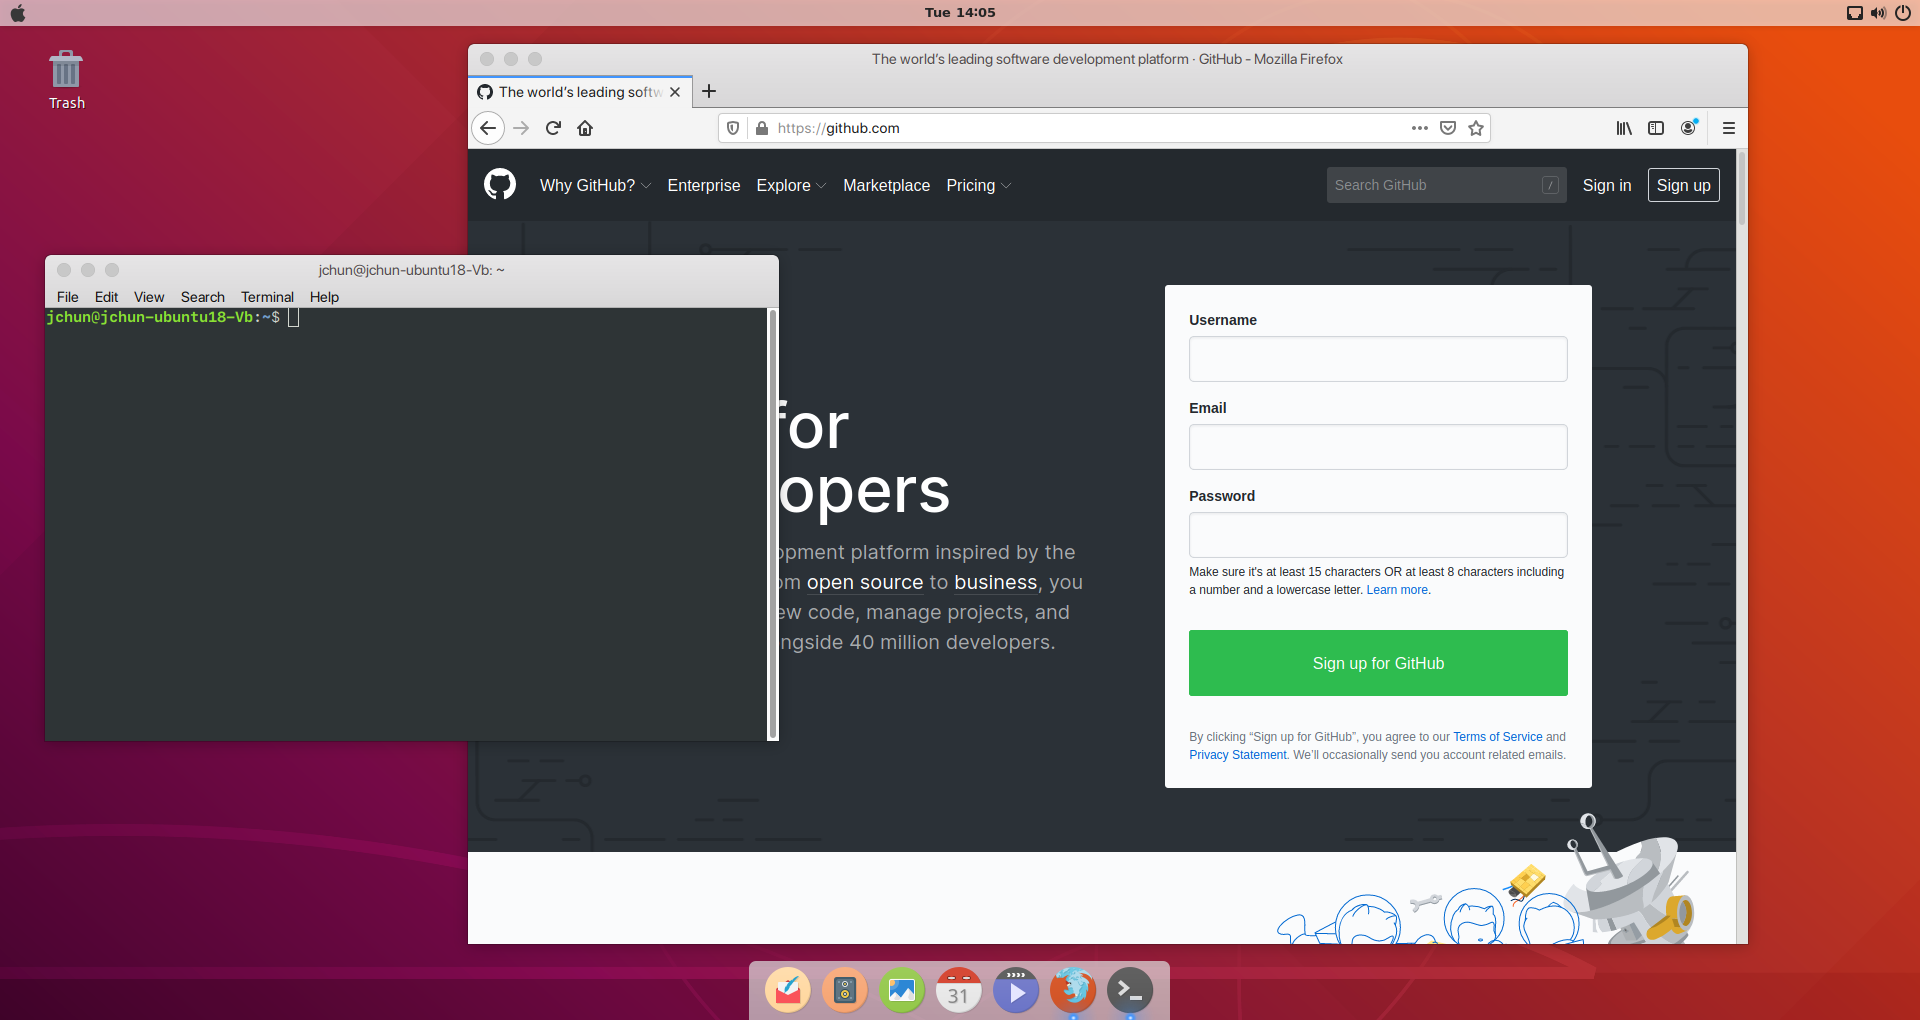 Tue 14:05
Trash
The world's leading software development platform · GitHub - Mozilla Firefox
The world's leading softw
https://github.com
Why GitHub? Enterprise Explore Marketplace Pricing
Search GitHub /
Sign in
Sign up
jchun@jchun-ubuntu18-Vb: ~
File Edit View Search Terminal Help
jchun@jchun-ubuntu18-Vb:~$
for
opers
opment platform inspired by the
om open source to business, you
ew code, manage projects, and
ngside 40 million developers.
Username
Email
Password
Make sure it's at least 15 characters OR at least 8 characters including
a number and a lowercase letter. Learn more.
Sign up for GitHub
By clicking “Sign up for GitHub”, you agree to our Terms of Service and
Privacy Statement. We'll occasionally send you account related emails.
31